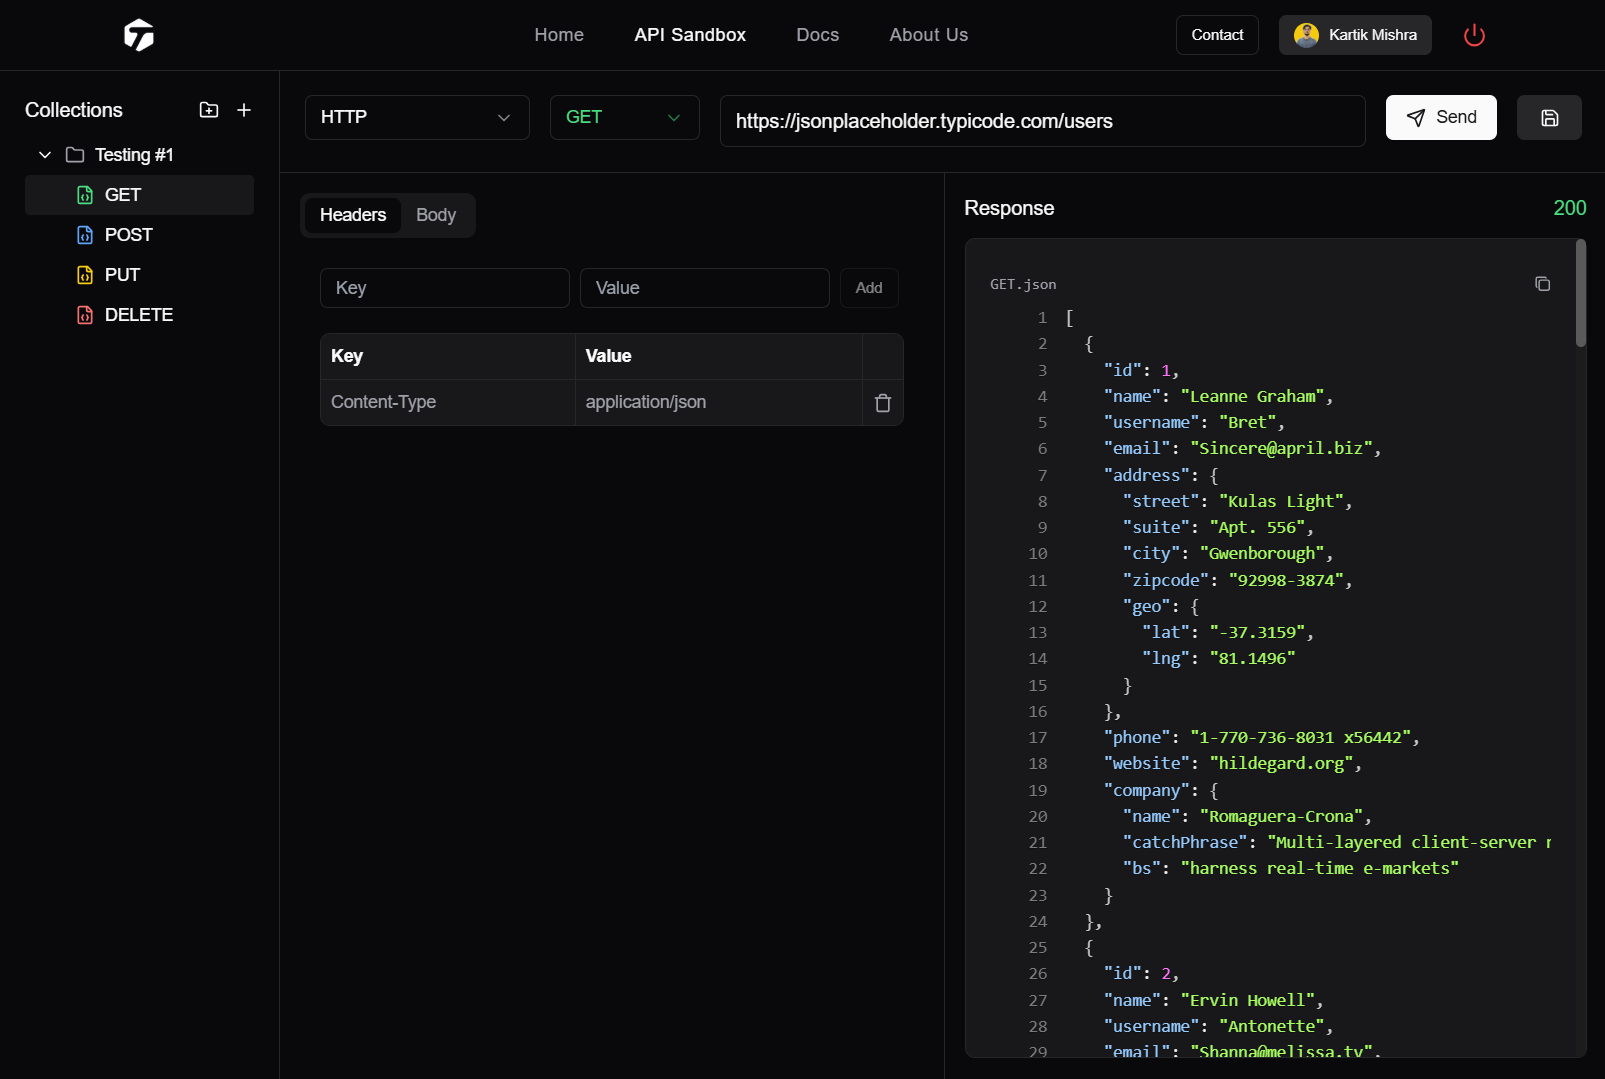 Home API Sandbox Docs About Us Contact Kartik Mishra
Collections
Testing #1
GET
POST
PUT
DELETE
HTTP GET https://jsonplaceholder.typicode.com/users Send
Headers Body
Key Value Add
Key Value
Content-Type application/json
Response 200
GET.json
1 [
2 {
3 "id": 1,
4 "name": "Leanne Graham",
5 "username": "Bret",
6 "email": "Sincere@april.biz",
7 "address": {
8 "street": "Kulas Light",
9 "suite": "Apt. 556",
10 "city": "Gwenborough",
11 "zipcode": "92998-3874",
12 "geo": {
13 "lat": "-37.3159",
14 "lng": "81.1496"
15 }
16 },
17 "phone": "1-770-736-8031 x56442",
18 "website": "hildegard.org",
19 "company": {
20 "name": "Romaguera-Crona",
21 "catchPhrase": "Multi-layered client-server
22 "bs": "harness real-time e-markets"
23 }
24 },
25 {
26 "id": 2,
27 "name": "Ervin Howell",
28 "username": "Antonette",
29 "email": "Shanna@melissa.tv",